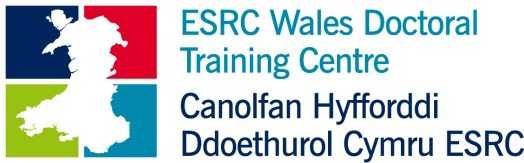 ESRC Wales Doctoral
Training Centre
Canolfan Hyfforddi
Ddoethurol Cymru ESRC